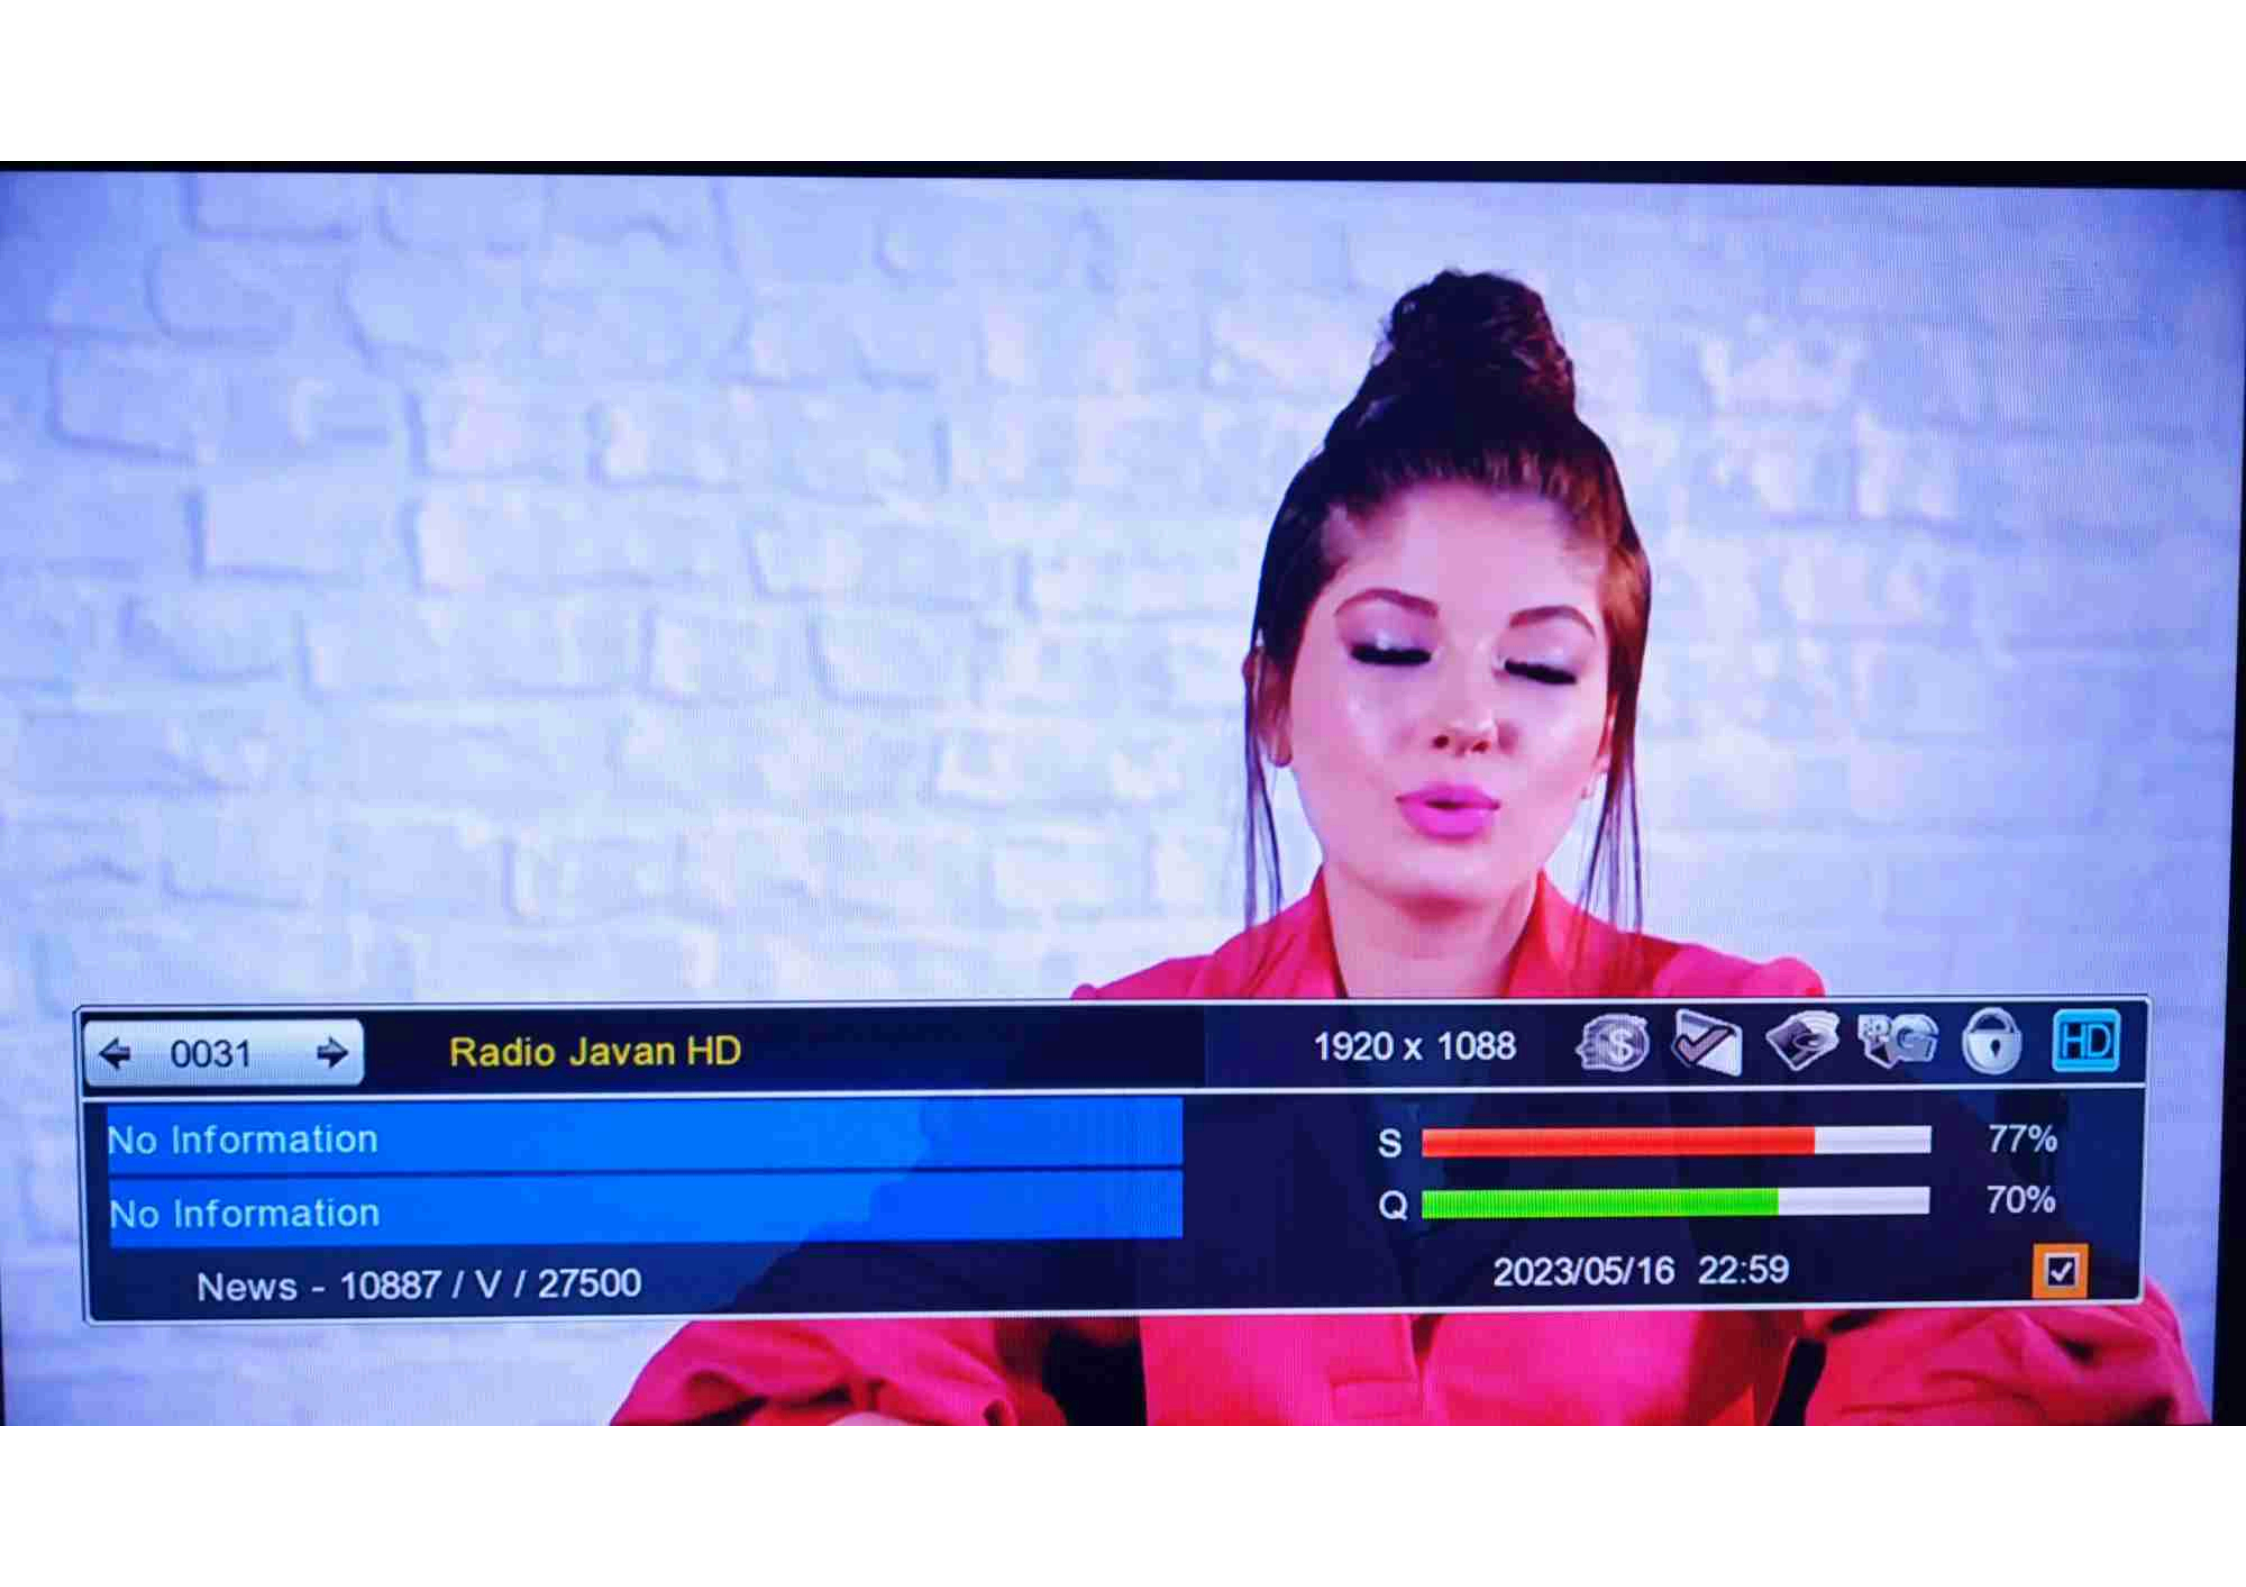 0031
Radio Javan HD
1920 x 1088
$
EPG
HD
No Information
S 77%
No Information
Q 70%
News - 10887 / V / 27500
2023/05/16 22:59